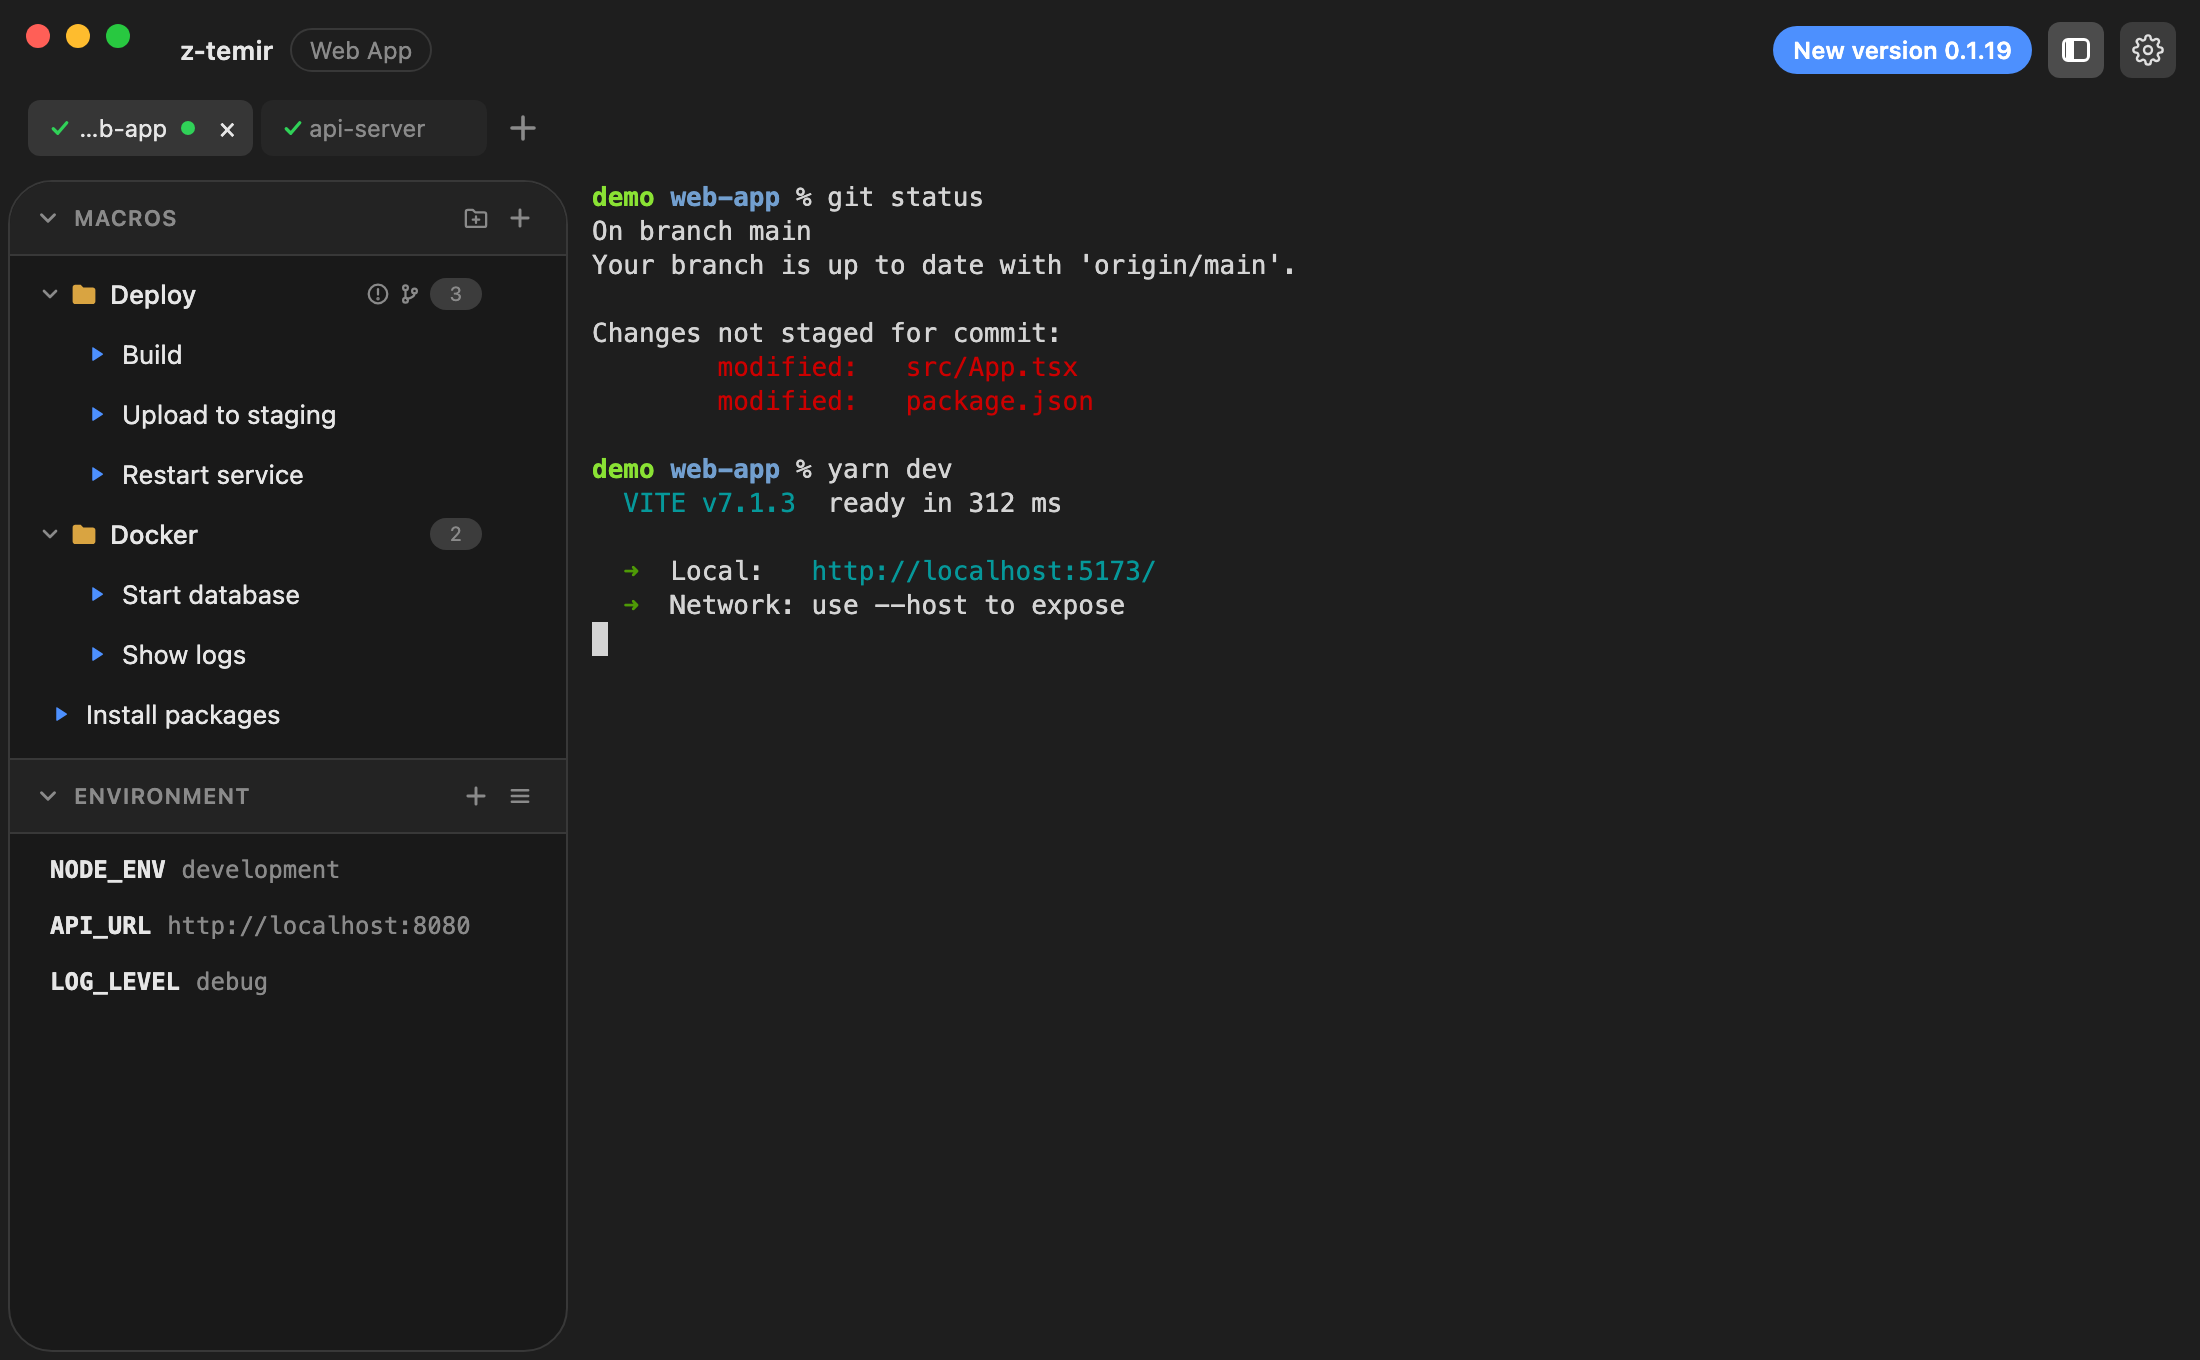 z-temir Web App New version 0.1.19
...b-app api-server
MACROS
Deploy 3
Build
Upload to staging
Restart service
Docker 2
Start database
Show logs
Install packages
ENVIRONMENT
NODE_ENV development
API_URL http://localhost:8080
LOG_LEVEL debug
demo web-app % git status
On branch main
Your branch is up to date with 'origin/main'.
Changes not staged for commit:
modified: src/App.tsx
modified: package.json
demo web-app % yarn dev
VITE v7.1.3 ready in 312 ms
➜ Local: http://localhost:5173/
➜ Network: use --host to expose